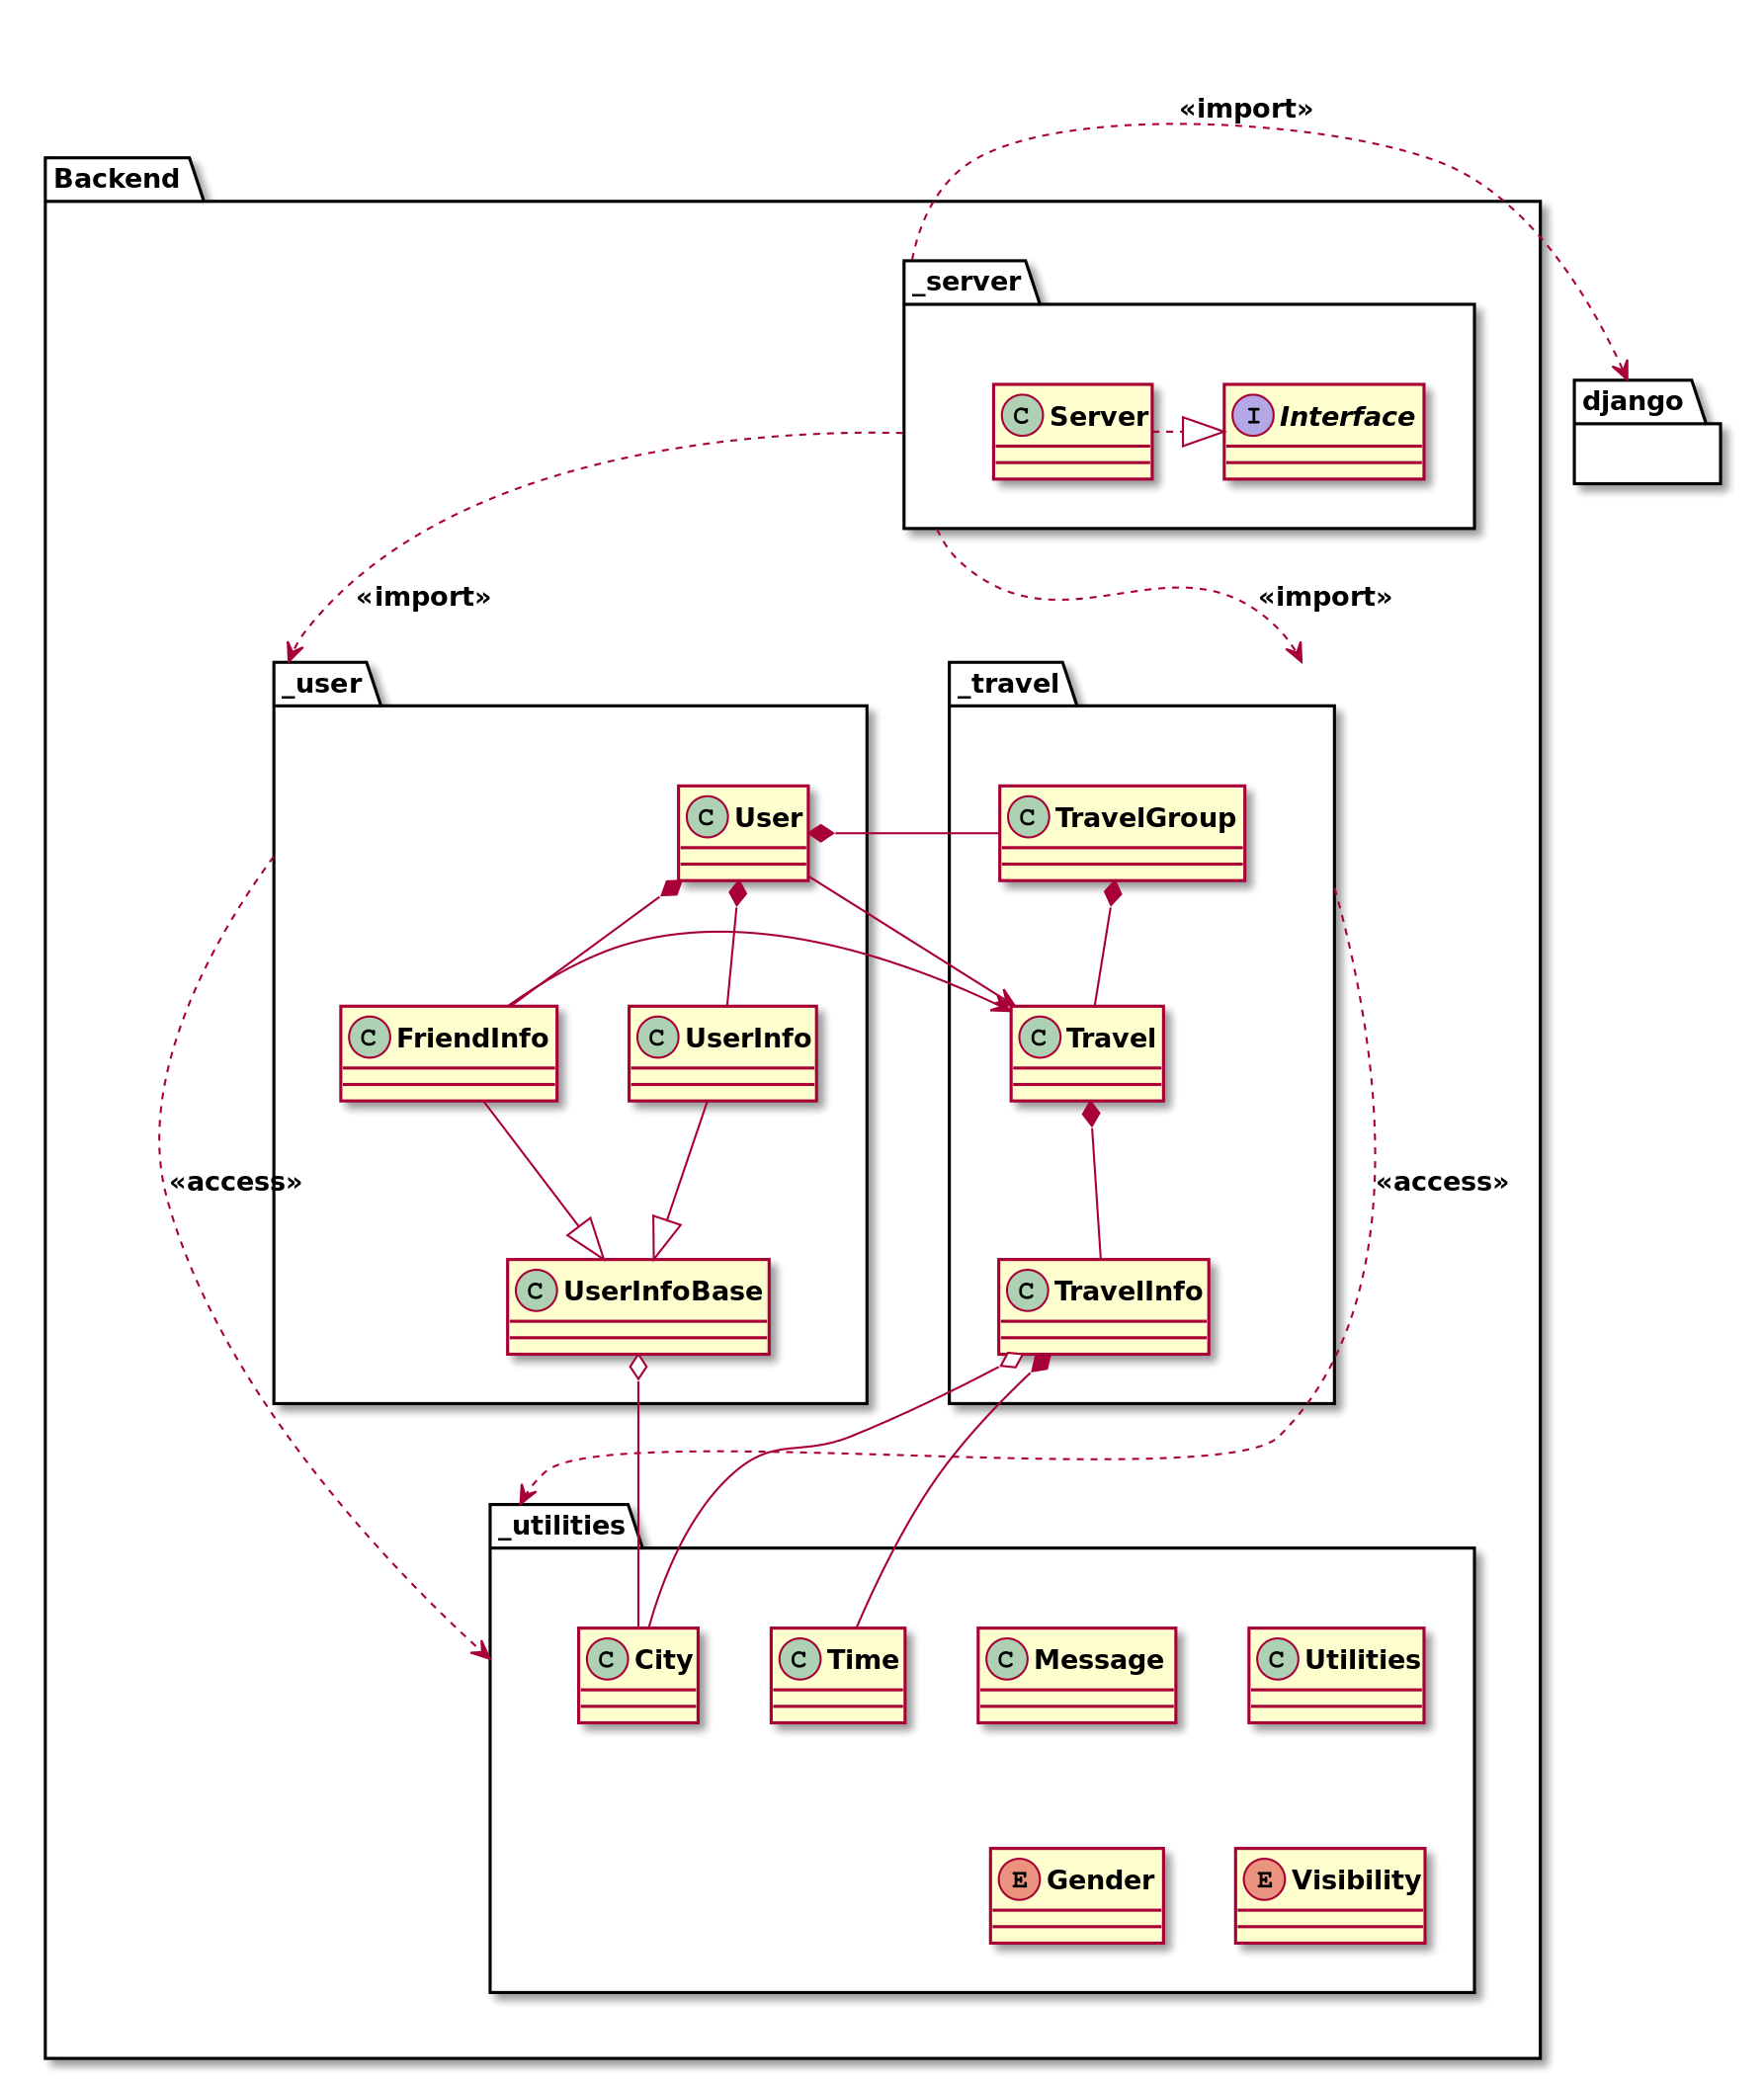 «import»
Backend
_server
C Server
I Interface
django
«import»
«import»
_user
_travel
C User
C TravelGroup
C FriendInfo
C UserInfo
C Travel
«access»
«access»
C UserInfoBase
C TravelInfo
_utilities
C City
C Time
C Message
C Utilities
E Gender
E Visibility